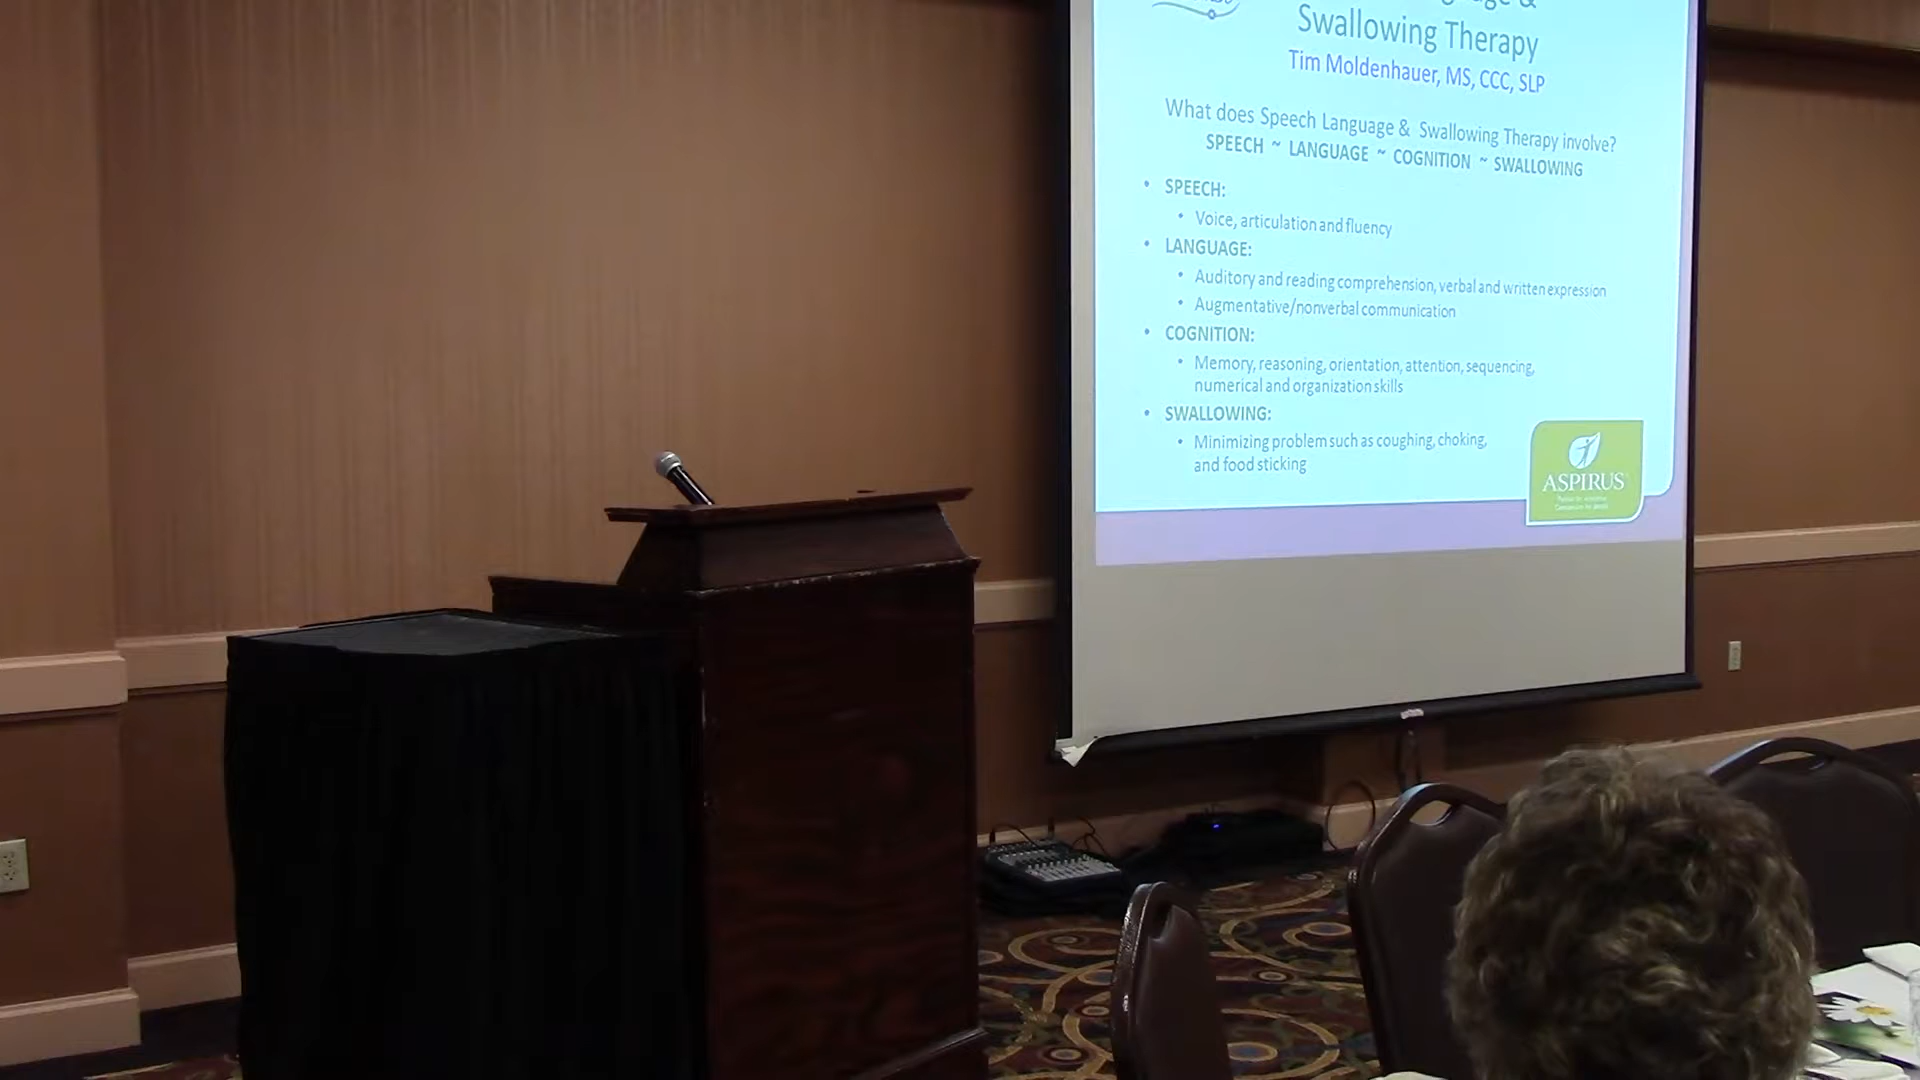 Swallowing Therapy
Tim Moldenhauer, MS, CCC, SLP
What does Speech Language & Swallowing Therapy involve?
SPEECH ~ LANGUAGE ~ COGNITION ~ SWALLOWING
• SPEECH:
• Voice, articulation and fluency
• LANGUAGE:
• Auditory and reading comprehension, verbal and written expression
• Augmentative/nonverbal communication
• COGNITION:
• Memory, reasoning, orientation, attention, sequencing,
numerical and organization skills
• SWALLOWING:
• Minimizing problem such as coughing, choking,
and food sticking
ASPIRUS